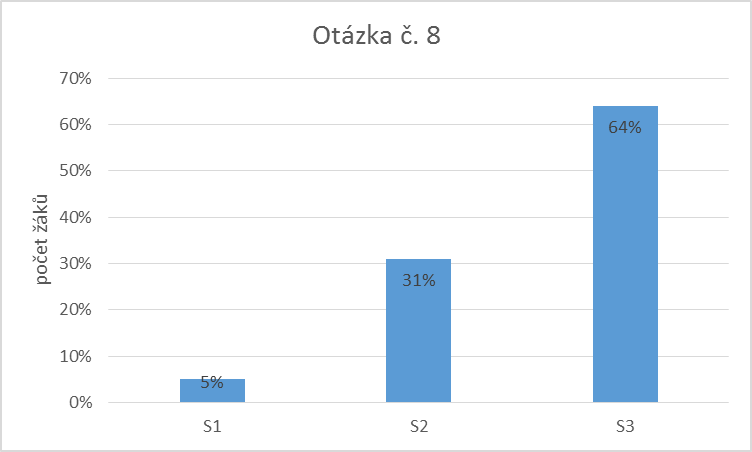 Otázka č. 8
počet žáků
70%
60%
50%
40%
30%
20%
10%
0%
5%
31%
64%
S1
S2
S3